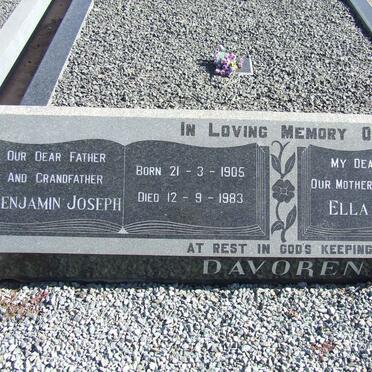 IN LOVING MEMORY O
OUR DEAR FATHER
AND GRANDFATHER
ENJAMIN JOSEPH
BORN 21-3-1905
DIED 12-9-1983
MY DEA
OUR MOTHER
ELLA
AT REST IN GOD'S KEEPING
DAVOREN